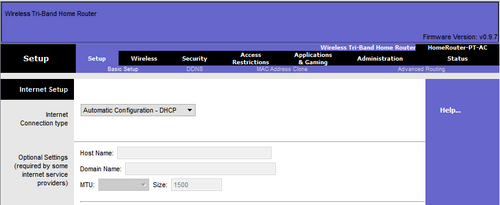 Wireless Tri-Band Home Router
Firmware Version: v0.9.7
Wireless Tri-Band Home Router HomeRouter-PT-AC
Setup
Setup Wireless Security Access Restrictions Applications & Gaming Administration Status
Basic Setup DDNS MAC Address Clone Advanced Routing
Internet Setup
Help...
Internet
Connection type
Automatic Configuration - DHCP
Optional Settings
(required by some
internet service
providers)
Host Name:
Domain Name:
MTU: Size: 1500